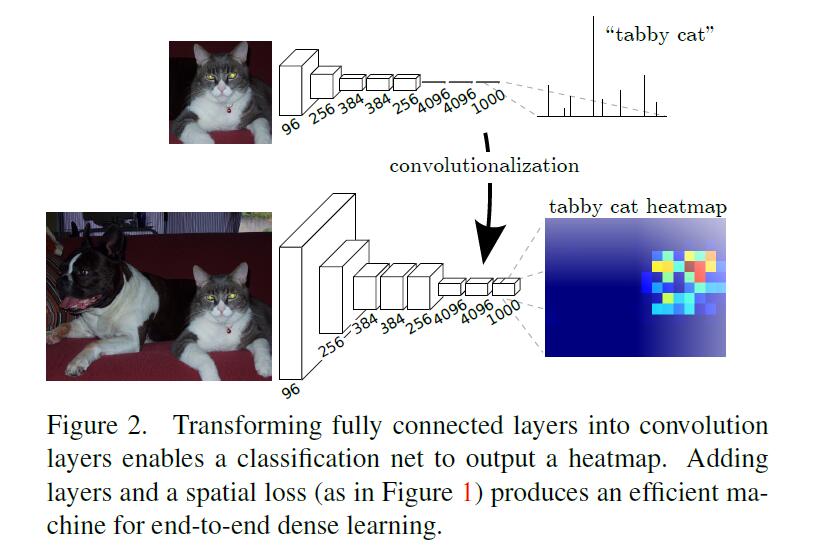 “tabby cat”
96 256 384 384 256 4096 4096 1000
convolutionalization
tabby cat heatmap
96 256 384 384 256 4096 4096 1000
Figure 2. Transforming fully connected layers into convolution
layers enables a classification net to output a heatmap. Adding
layers and a spatial loss (as in Figure 1) produces an efficient ma-
chine for end-to-end dense learning.